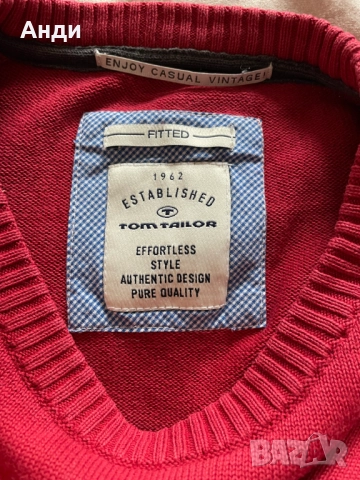 Анди
ENJOY CASUAL VINTAGE!
FITTED
1962
ESTABLISHED
TOM TAILOR
EFFORTLESS
STYLE
AUTHENTIC DESIGN
PURE QUALITY
BAZAR